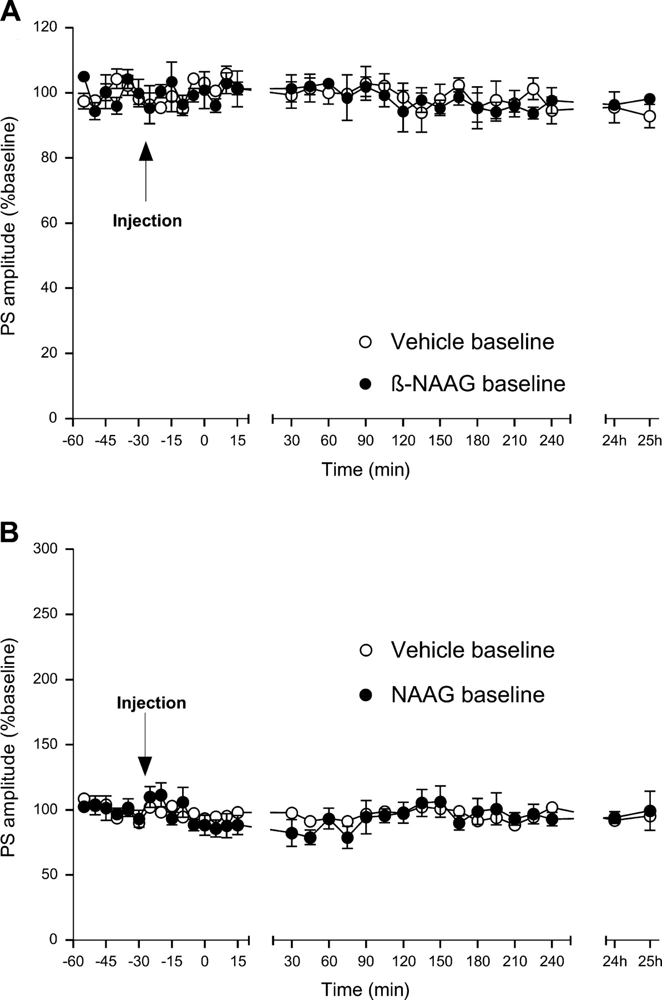 A
120
100
80
60
40
20
0
PS amplitude (%baseline)
Injection
Vehicle baseline
ß-NAAG baseline
-60 -45 -30 -15 0 15 30 60 90 120 150 180 210 240 24h 25h
Time (min)
B
300
250
200
150
100
50
0
PS amplitude (%baseline)
Vehicle baseline
NAAG baseline
Injection
-60 -45 -30 -15 0 15 30 60 90 120 150 180 210 240 24h 25h
Time (min)